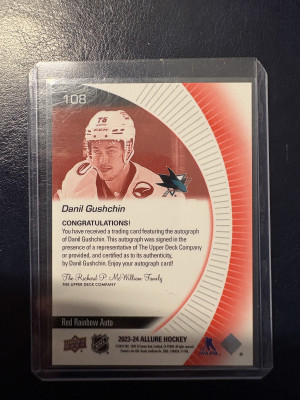 108
78
Danil Gushchin
CONGRATULATIONS!
You have received a trading card featuring the autograph
of Danil Gushchin. This autograph was signed in the
presence of a representative of The Upper Deck Company
or provided, and certified as to its authenticity,
by Danil Gushchin. Enjoy your autograph card!
The Richard P. McWilliam Family
THE UPPER DECK COMPANY
Red Rainbow Auto
2023-24 ALLURE HOCKEY